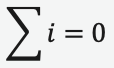 ∑ i = 0